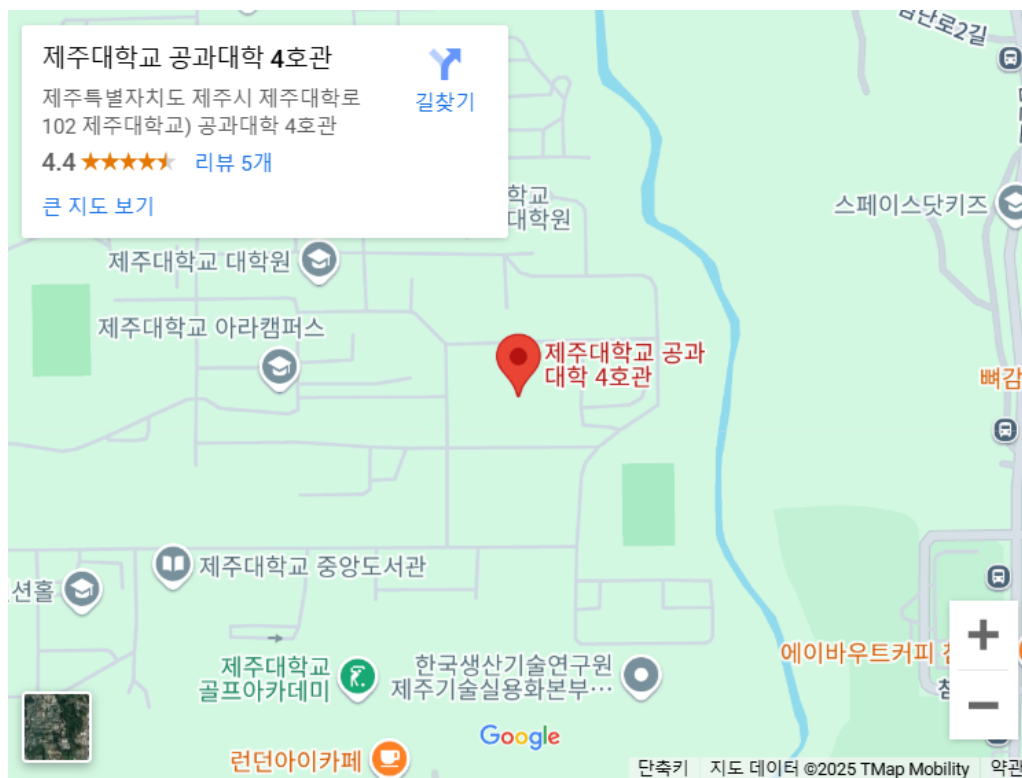 제주대학교 공과대학 4호관
제주특별자치도 제주시 제주대학로
102 제주대학교) 공과대학 4호관
길찾기
4.4
리뷰 5개
큰 지도 보기
학교
대학원
스페이스닷키즈
제주대학교 대학원
제주대학교 아라캠퍼스
제주대학교 공과
대학 4호관
뼈감
제주대학교 중앙도서관
션홀
에이바우트커피
제주대학교
골프아카데미
한국생산기술연구원
제주기술실용화본부…
Google
런던아이카페
단축키
지도 데이터 ©2025 TMap Mobility
약관